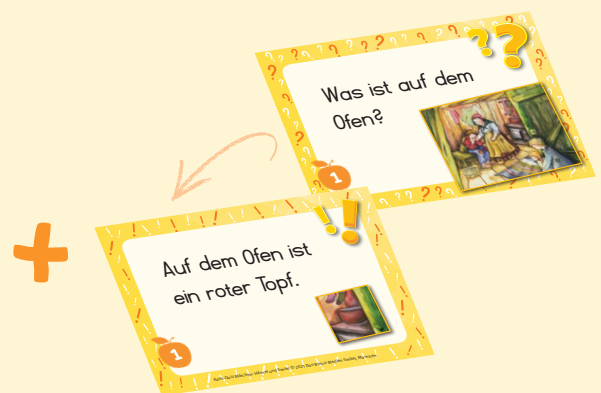 ??
Was ist auf dem
Ofen?
1
!!
Auf dem Ofen ist
ein roter Topf.
1
+